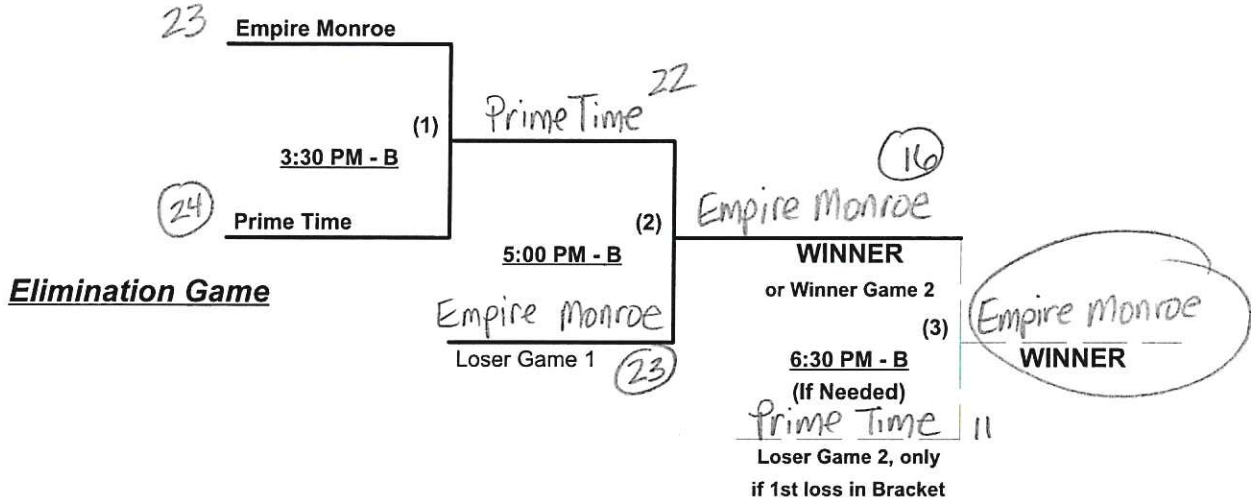 23 Empire Monroe
Prime Time 22
(1)
3:30 PM - B
16
24
Prime Time
Empire Monroe
(2)
5:00 PM - B
WINNER
Elimination Game
or Winner Game 2
Empire Monroe
Empire Monroe
(3)
Loser Game 1
23
6:30 PM - B
WINNER
(If Needed)
Prime Time 11
Loser Game 2, only
if 1st loss in Bracket